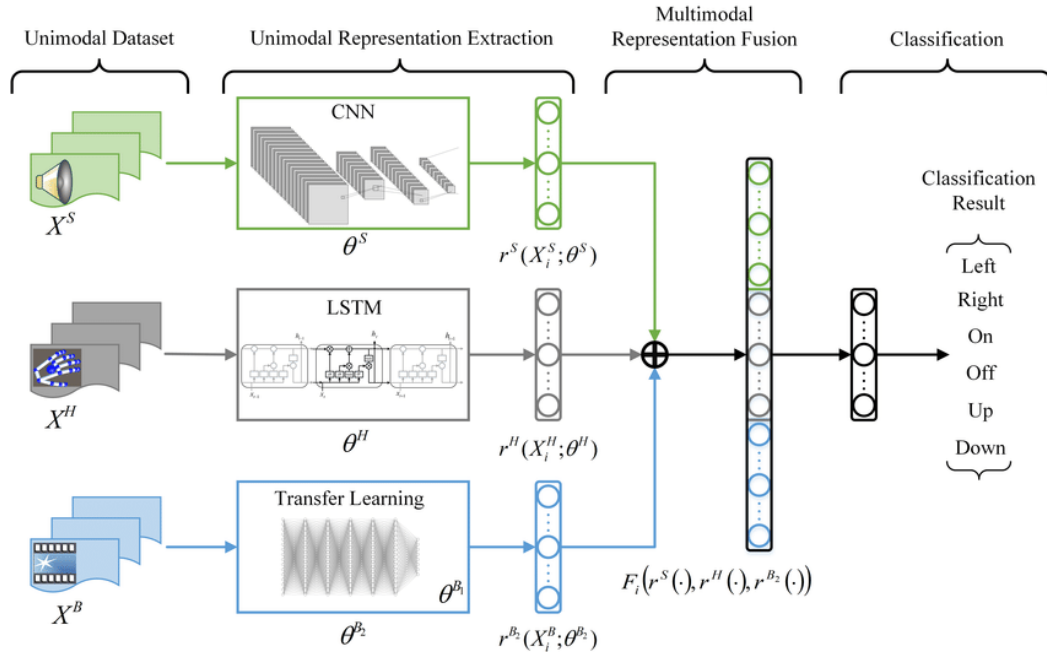 Unimodal Dataset
Unimodal Representation Extraction
Multimodal
Representation Fusion
Classification
CNN
X^S
θ^S
r^S(X_i^S;θ^S)
LSTM
X^H
θ^H
r^H(X_i^H;θ^H)
Transfer Learning
θ^{B_1}
X^B
θ^{B_2}
r^{B_2}(X_i^B;θ^{B_2})
F_i(r^S(·),r^H(·),r^{B_2}(·))
Classification
Result
Left
Right
On
Off
Up
Down